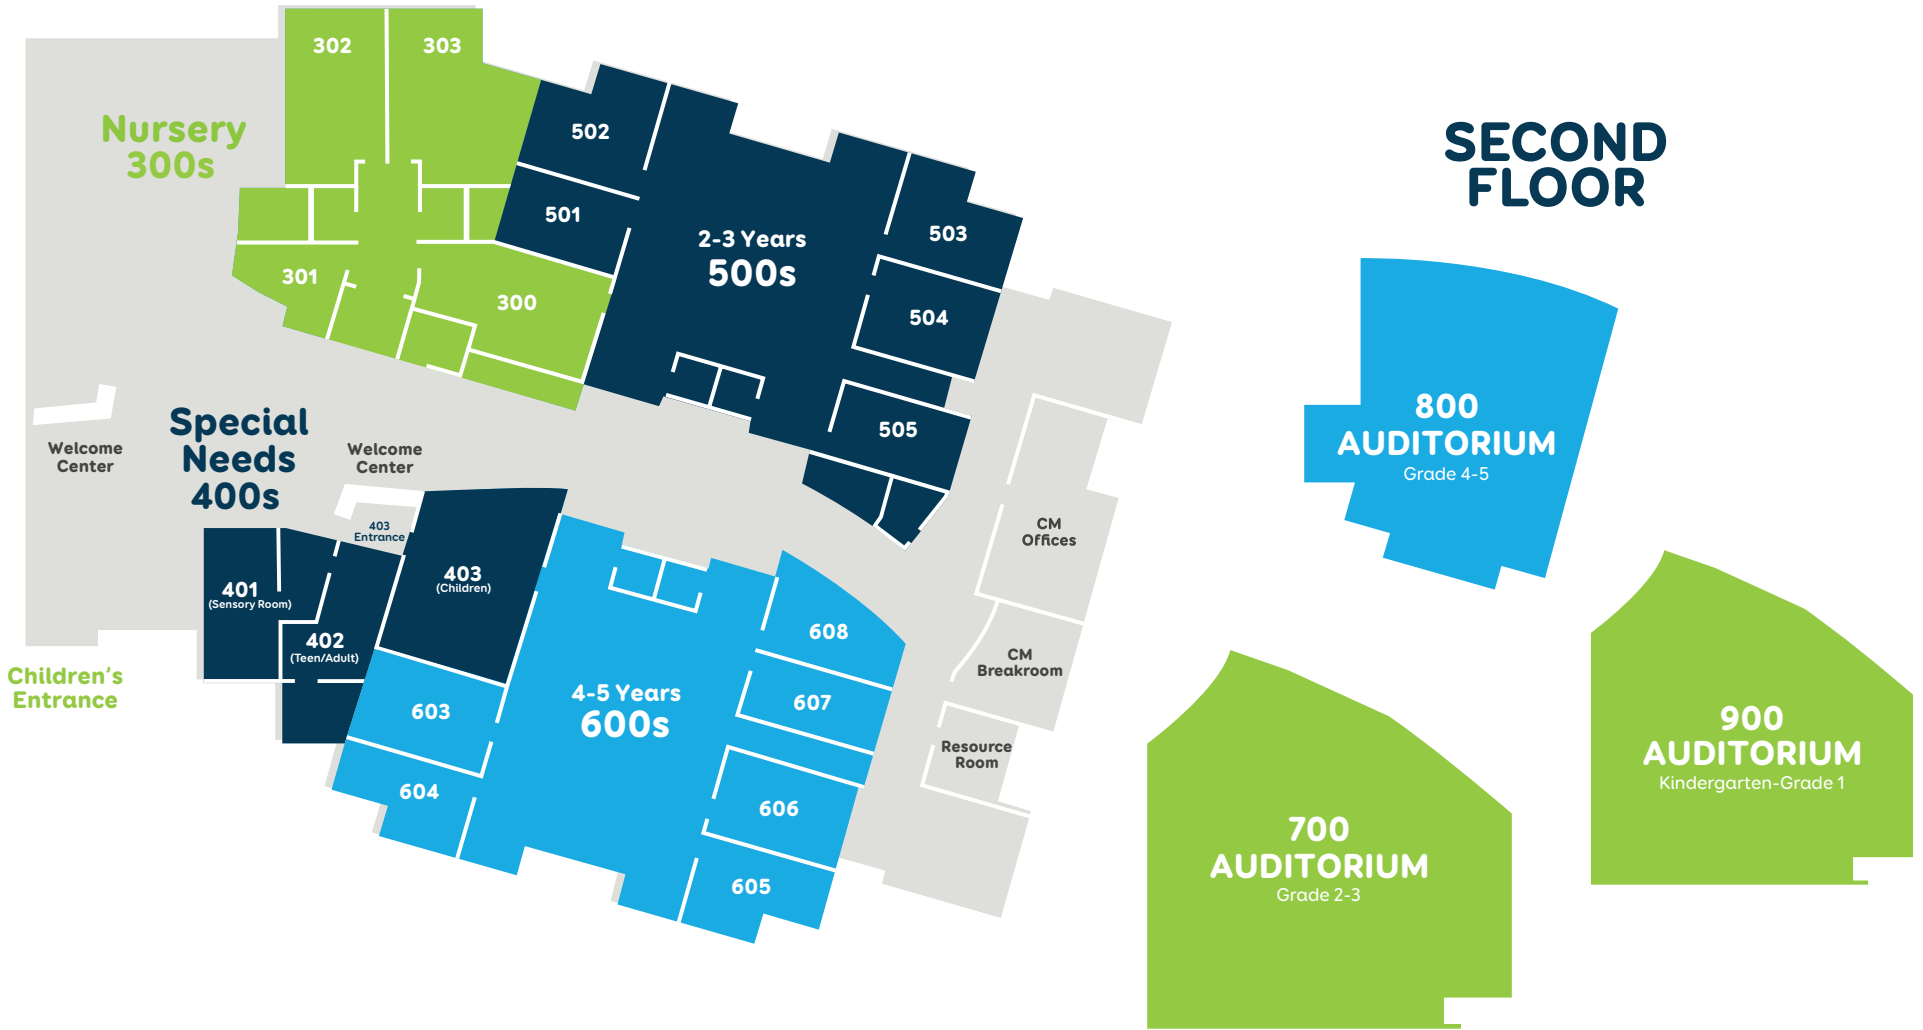 302
303
Nursery
300s
301
300
502
501
2-3 Years
500s
503
504
505
Welcome
Center
Special
Needs
400s
Welcome
Center
403
Entrance
401
(Sensory Room)
402
(Teen/Adult)
403
(Children)
Children's
Entrance
603
604
4-5 Years
600s
608
607
606
605
CM
Offices
CM
Breakroom
Resource
Room
SECOND
FLOOR
800
AUDITORIUM
Grade 4-5
700
AUDITORIUM
Grade 2-3
900
AUDITORIUM
Kindergarten-Grade 1